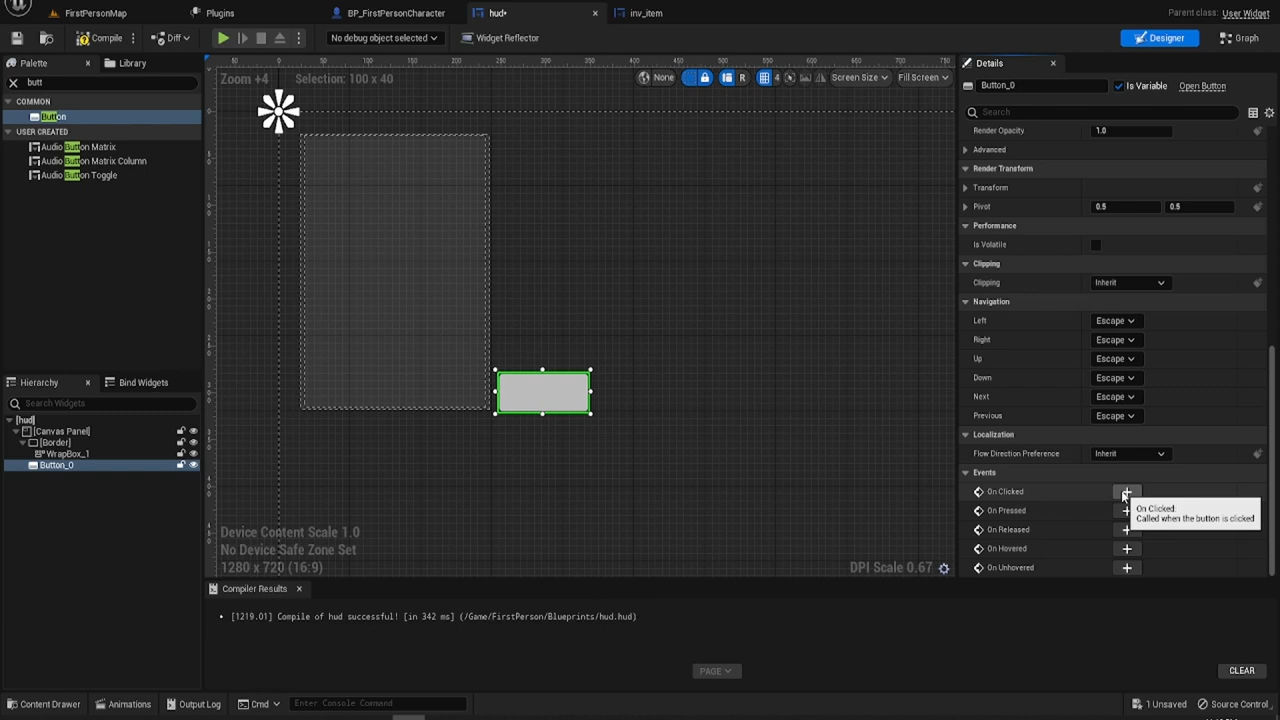 FirstPersonMap
Plugins
BP_FirstPersonCharacter
hud*
inv_item
Parent class: User Widget
Compile
Diff
No debug object selected
Widget Reflector
Designer
Graph
Palette
Library
butt
COMMON
Button
USER CREATED
Audio Button Matrix
Audio Button Matrix Column
Audio Button Toggle
Zoom +4
Selection: 100 x 40
None
R
4
Screen Size
Fill Screen
Device Content Scale 1.0
No Device Safe Zone Set
1280 x 720 (16:9)
DPI Scale 0.67
Hierarchy
Bind Widgets
Search Widgets
[hud]
[Canvas Panel]
[Border]
WrapBox_1
Button_0
Details
Button_0
Is Variable
Open Button
Search
Render Opacity 1.0
Advanced
Render Transform
Transform
Pivot 0.5 0.5
Performance
Is Volatile
Clipping
Clipping Inherit
Navigation
Left Escape
Right Escape
Up Escape
Down Escape
Next Escape
Previous Escape
Localization
Flow Direction Preference Inherit
Events
On Clicked
On Pressed
On Released
On Hovered
On Unhovered
On Clicked:
Called when the button is clicked
Compiler Results
[1219.01] Compile of hud successful! [in 342 ms] (/Game/FirstPerson/Blueprints/hud.hud)
PAGE
CLEAR
Content Drawer
Animations
Output Log
Cmd
Enter Console Command
1 Unsaved
Source Control